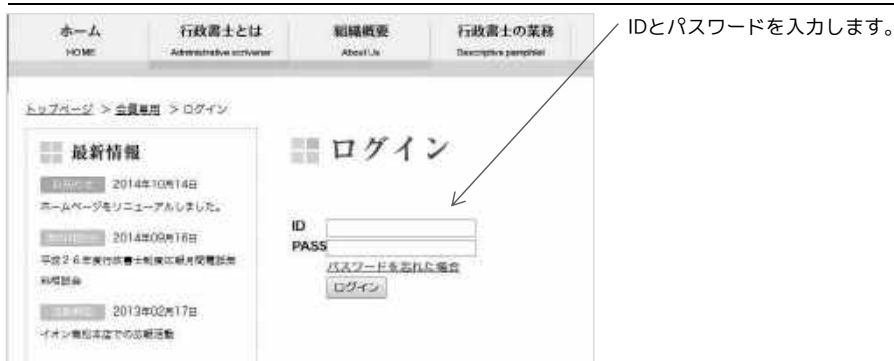 IDとパスワードを入力します。
ホーム 行政書士とは 組織概要 行政書士の業務
HOME Administrative scrivener About Us Descriptive pamphlet
トップページ > 会員専用 > ログイン
最新情報
お知らせ 2014年10月14日
ホームページをリニューアルしました。
2014年09月16日
平成26年度行政書士制度広報月間電話無
料相談会
2013年02月17日
イオン高松本店での広報活動
ログイン
ID
PASS
パスワードを忘れた場合
ログイン